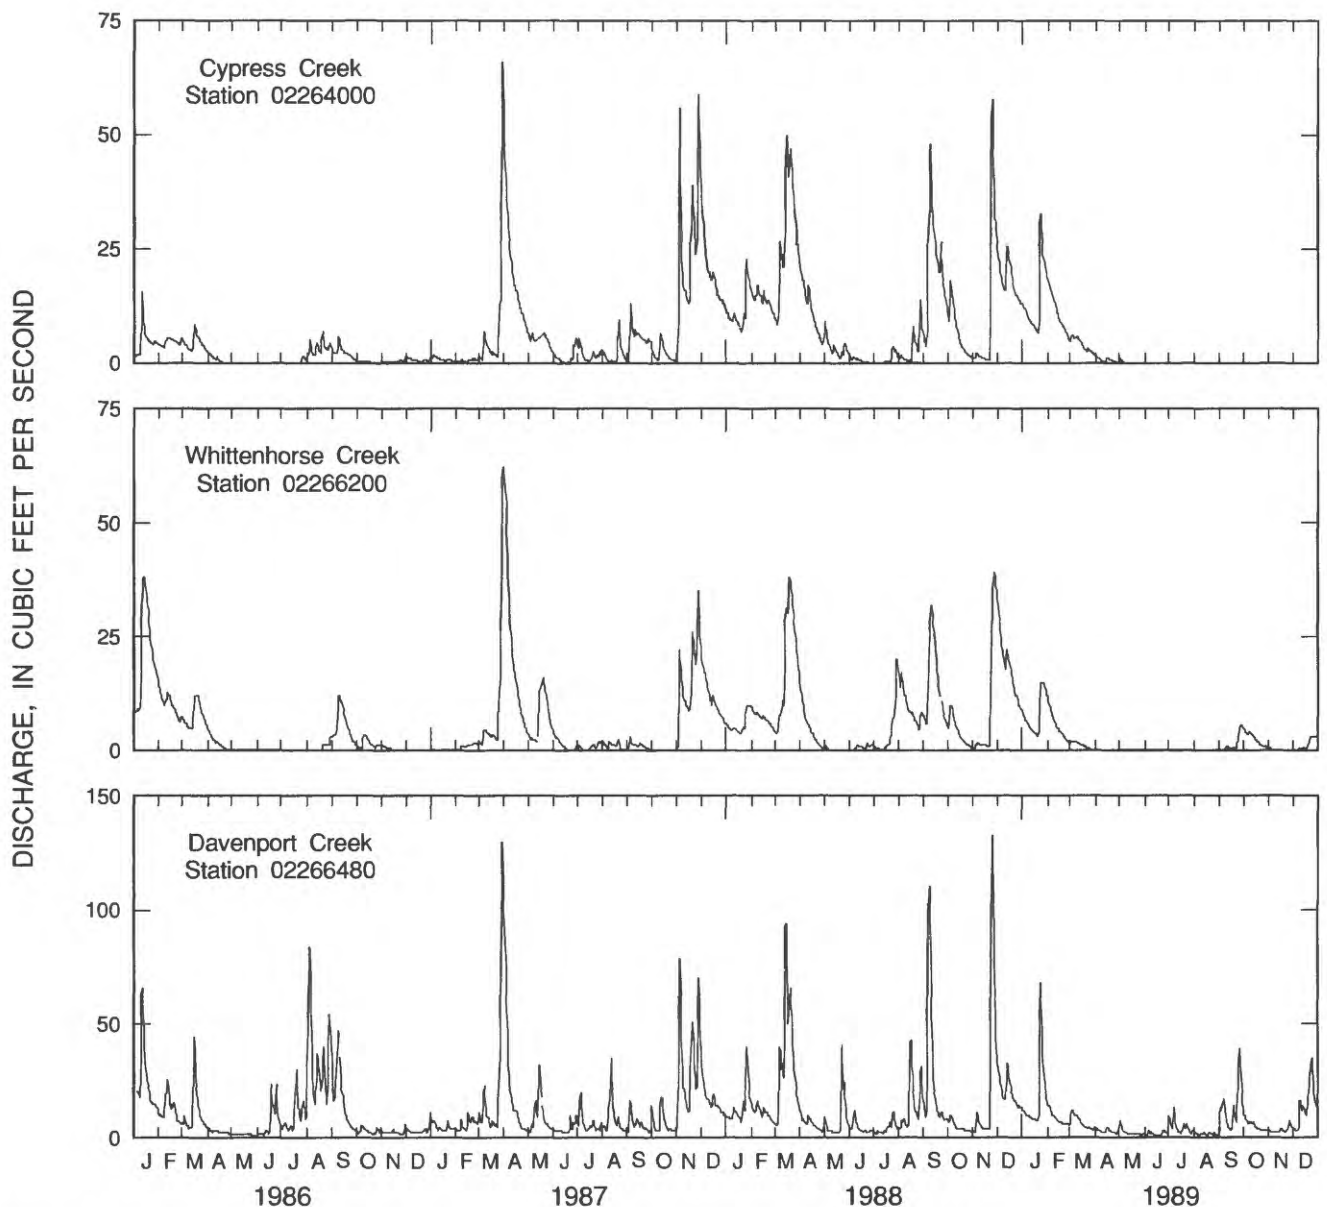 DISCHARGE, IN CUBIC FEET PER SECOND
75
50
25
0
Cypress Creek
Station 02264000
75
50
25
0
Whittenhorse Creek
Station 02266200
150
100
50
0
Davenport Creek
Station 02266480
J F M A M J J A S O N D J F M A M J J A S O N D J F M A M J J A S O N D J F M A M J J A S O N D
1986 1987 1988 1989